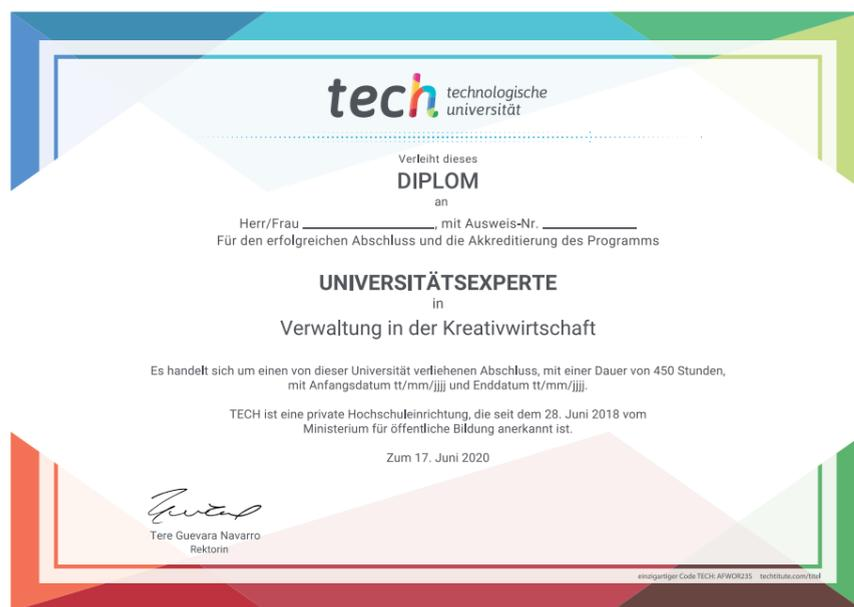 tech technologische
universität
Verleiht dieses
DIPLOM
an
Herr/Frau ____________, mit Ausweis-Nr. ____________
Für den erfolgreichen Abschluss und die Akkreditierung des Programms
UNIVERSITÄTSEXPERTE
in
Verwaltung in der Kreativwirtschaft
Es handelt sich um einen von dieser Universität verliehenen Abschluss, mit einer Dauer von 450 Stunden,
mit Anfangsdatum tt/mm/jjjj und Enddatum tt/mm/jjjj.
TECH ist eine private Hochschuleinrichtung, die seit dem 28. Juni 2018 vom
Ministerium für öffentliche Bildung anerkannt ist.
Zum 17. Juni 2020
Tere Guevara Navarro
Rektorin
einzigartiger Code TECH: AFWOR235 techtitute.com/titel